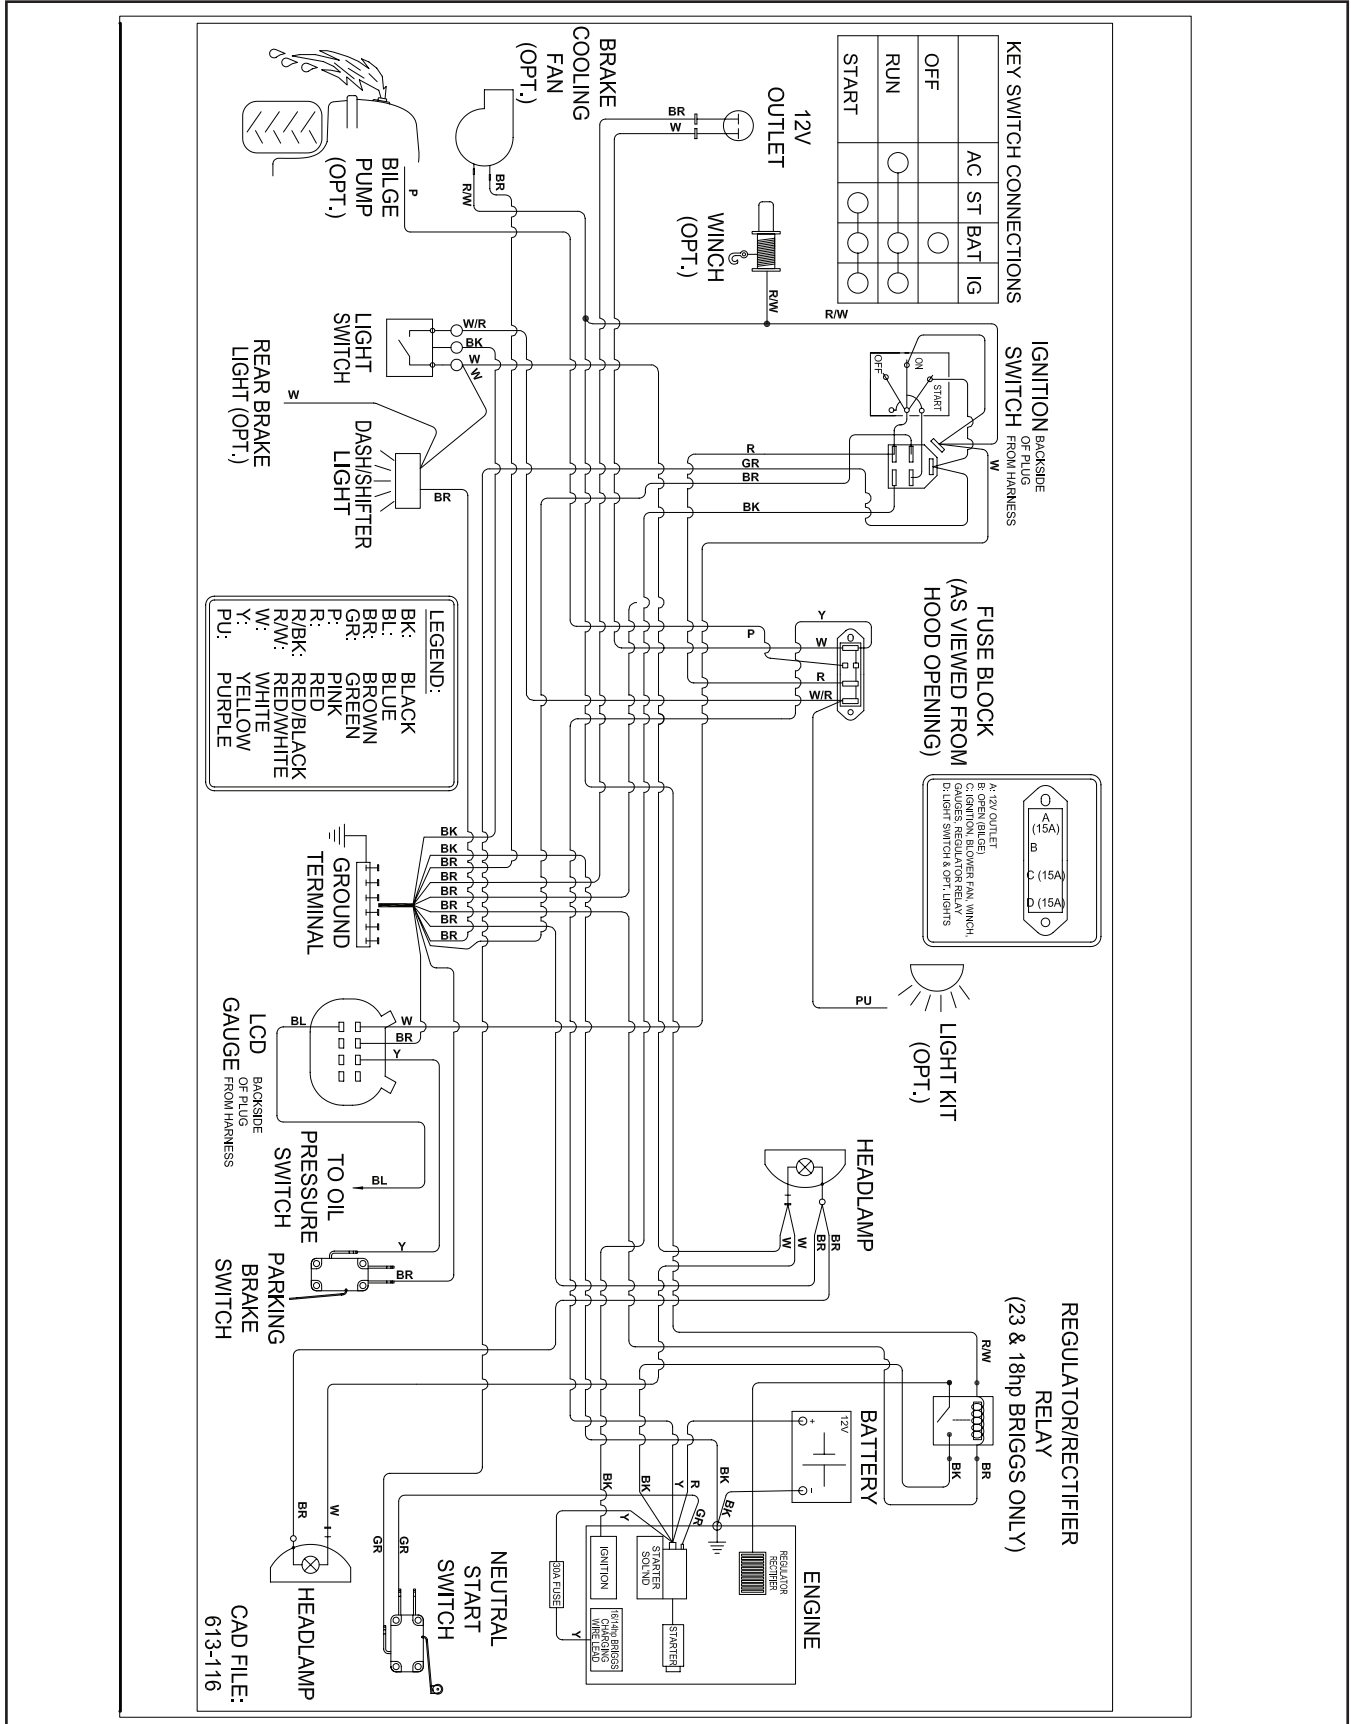 KEY SWITCH CONNECTIONS
AC ST BAT IG
OFF
RUN
START
12V
OUTLET
BR
W
BRAKE
COOLING
FAN
(OPT.)
BR
R/W
BILGE
PUMP
(OPT.)
P
WINCH
(OPT.)
R/W
R/W
IGNITION
SWITCH
BACKSIDE
OF PLUG
FROM HARNESS
OFF
ON
START
W
R
GR
BR
BK
LIGHT
SWITCH
W/R
BK
W
W
REAR BRAKE
LIGHT (OPT.)
W
DASH/SHIFTER
LIGHT
BR
FUSE BLOCK
(AS VIEWED FROM
HOOD OPENING)
Y
W
P
R
W/R
A
(15A)
B
C (15A)
D (15A)
A: 12V OUTLET
B: OPEN (BILGE)
C: IGNITION, BLOWER FAN, WINCH,
GAUGES, REGULATOR RELAY
D: LIGHT SWITCH & OPT. LIGHTS
LEGEND:
BK: BLACK
BL: BLUE
BR: BROWN
GR: GREEN
P: PINK
R: RED
R/BK: RED/BLACK
R/W: RED/WHITE
W: WHITE
Y: YELLOW
PU: PURPLE
GROUND
TERMINAL
BK
BK
BR
BR
BR
BR
BR
BR
PU
LIGHT KIT
(OPT.)
LCD
GAUGE
BACKSIDE
OF PLUG
FROM HARNESS
BL
W
BR
Y
TO OIL
PRESSURE
SWITCH
BL
PARKING
BRAKE
SWITCH
Y
BR
HEADLAMP
W
W
BR
BR
REGULATOR/RECTIFIER
RELAY
(23 & 18hp BRIGGS ONLY)
R/W
BK
BR
BATTERY
12V
+
-
BK
BK
R
Y
BK
BK
GR
Y
ENGINE
REGULATOR
RECTIFIER
STARTER
SOL'ND
STARTER
IGNITION
30A FUSE
Y
16/14hp BRIGGS
CHARGING
WIRE LEAD
NEUTRAL
START
SWITCH
GR
GR
HEADLAMP
W
BR
CAD FILE:
613-116